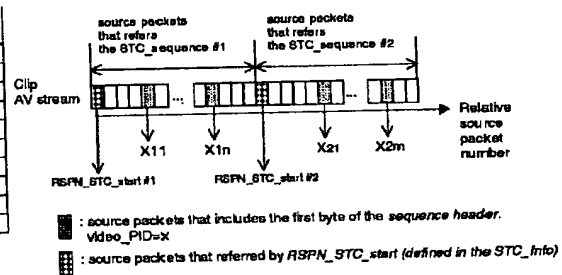 source packets
that refers
the STC_sequence #1
source packets
that refers
the STC_sequence #2
Clip
AV stream
...
...
Relative
source
packet
number
X11
X1n
X21
X2m
RSPN_STC_start #1
RSPN_STC_start #2
: source packets that includes the first byte of the sequence header.
video_PID=x
: source packets that referred by RSPN_STC_start (defined in the STC_Info)